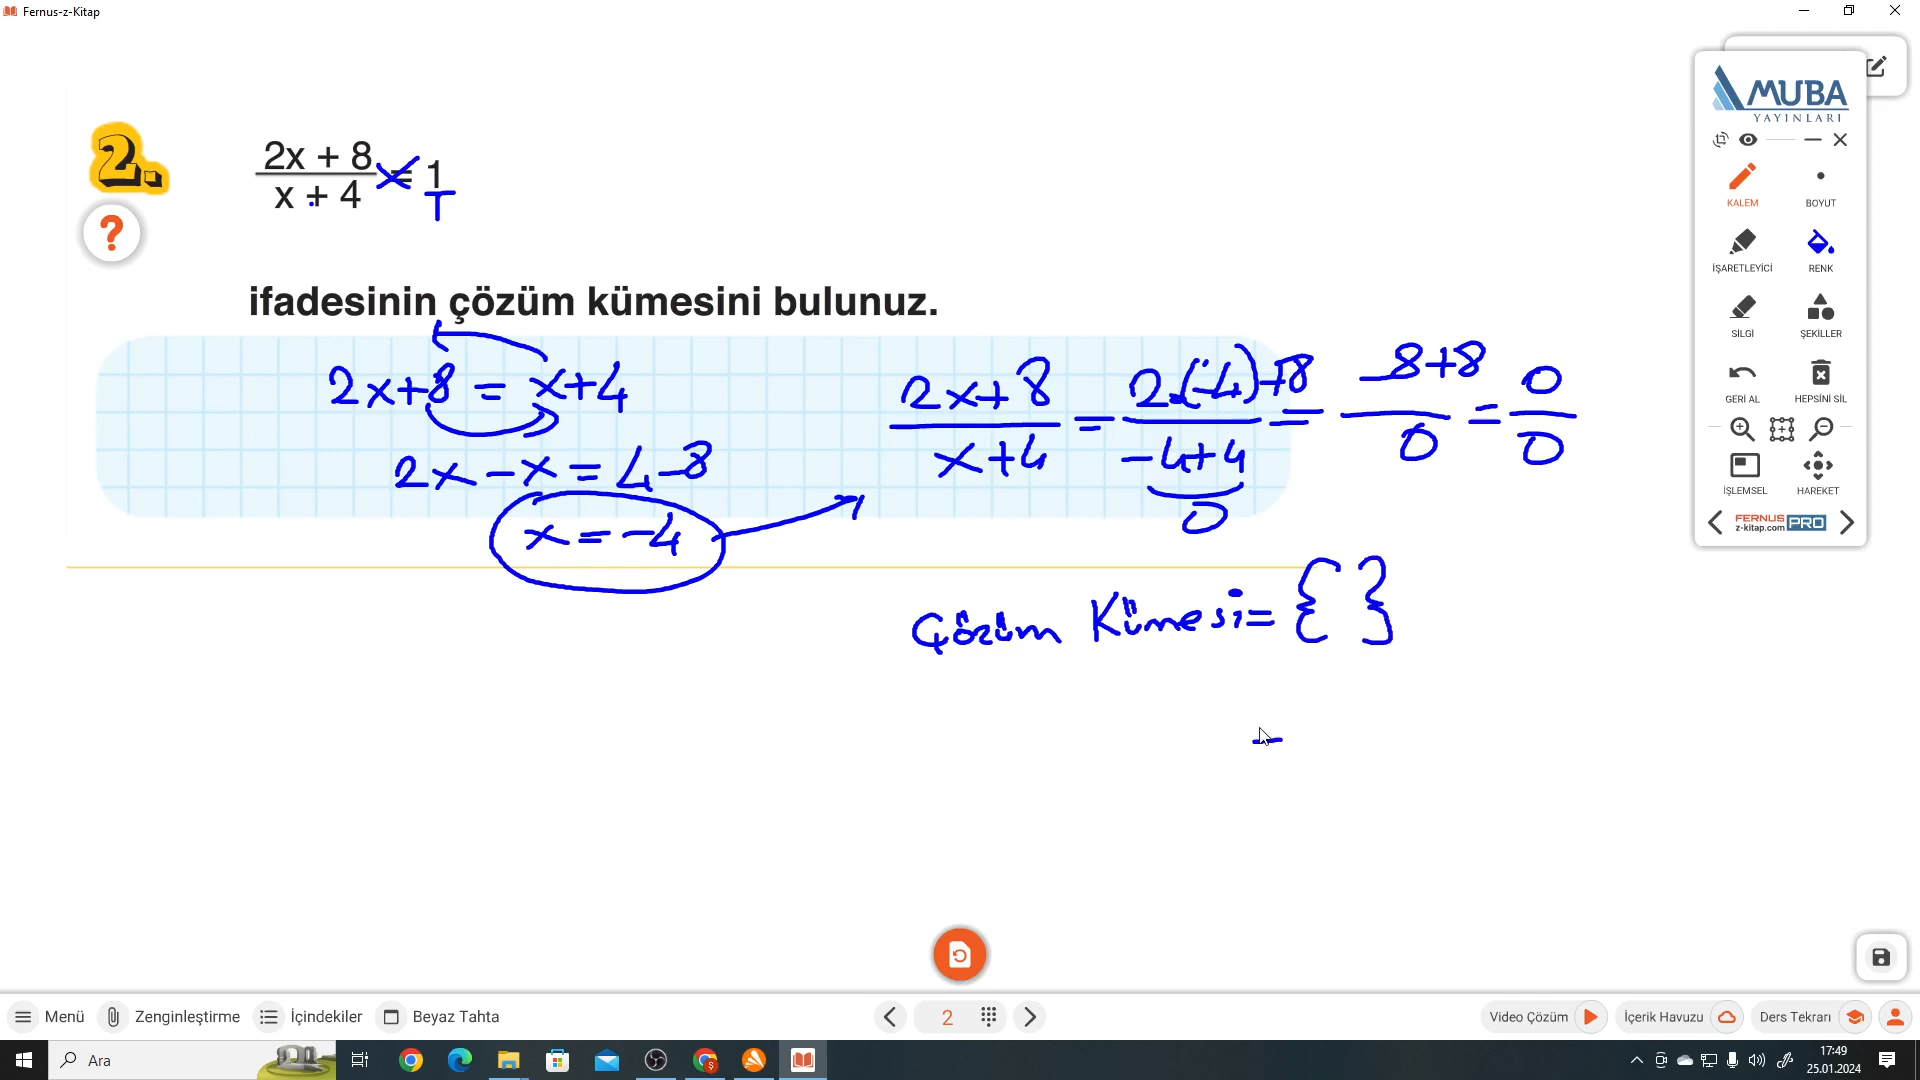 Fernus-z-Kitap
MUBA
YAYINLARI
2.
2x + 8
x + 4
= 1
1
?
KALEM
BOYUT
İŞARETLEYİCİ
RENK
ifadesinin çözüm kümesini bulunuz.
SİLGİ
ŞEKİLLER
2x+8 = x+4
2x+8 / x+4 = 2.(-4)+8 / -4+4 = -8+8 / 0 = 0 / 0
GERİ AL
HEPSİNİ SİL
2x - x = 4-8
0
İŞLEMSEL
HAREKET
x = -4
FERNUS PRO
z-kitap.com
Çözüm Kümesi= { }
Menü
Zenginleştirme
İçindekiler
Beyaz Tahta
2
Video Çözüm
İçerik Havuzu
Ders Tekrarı
Ara
17:49
25.01.2024